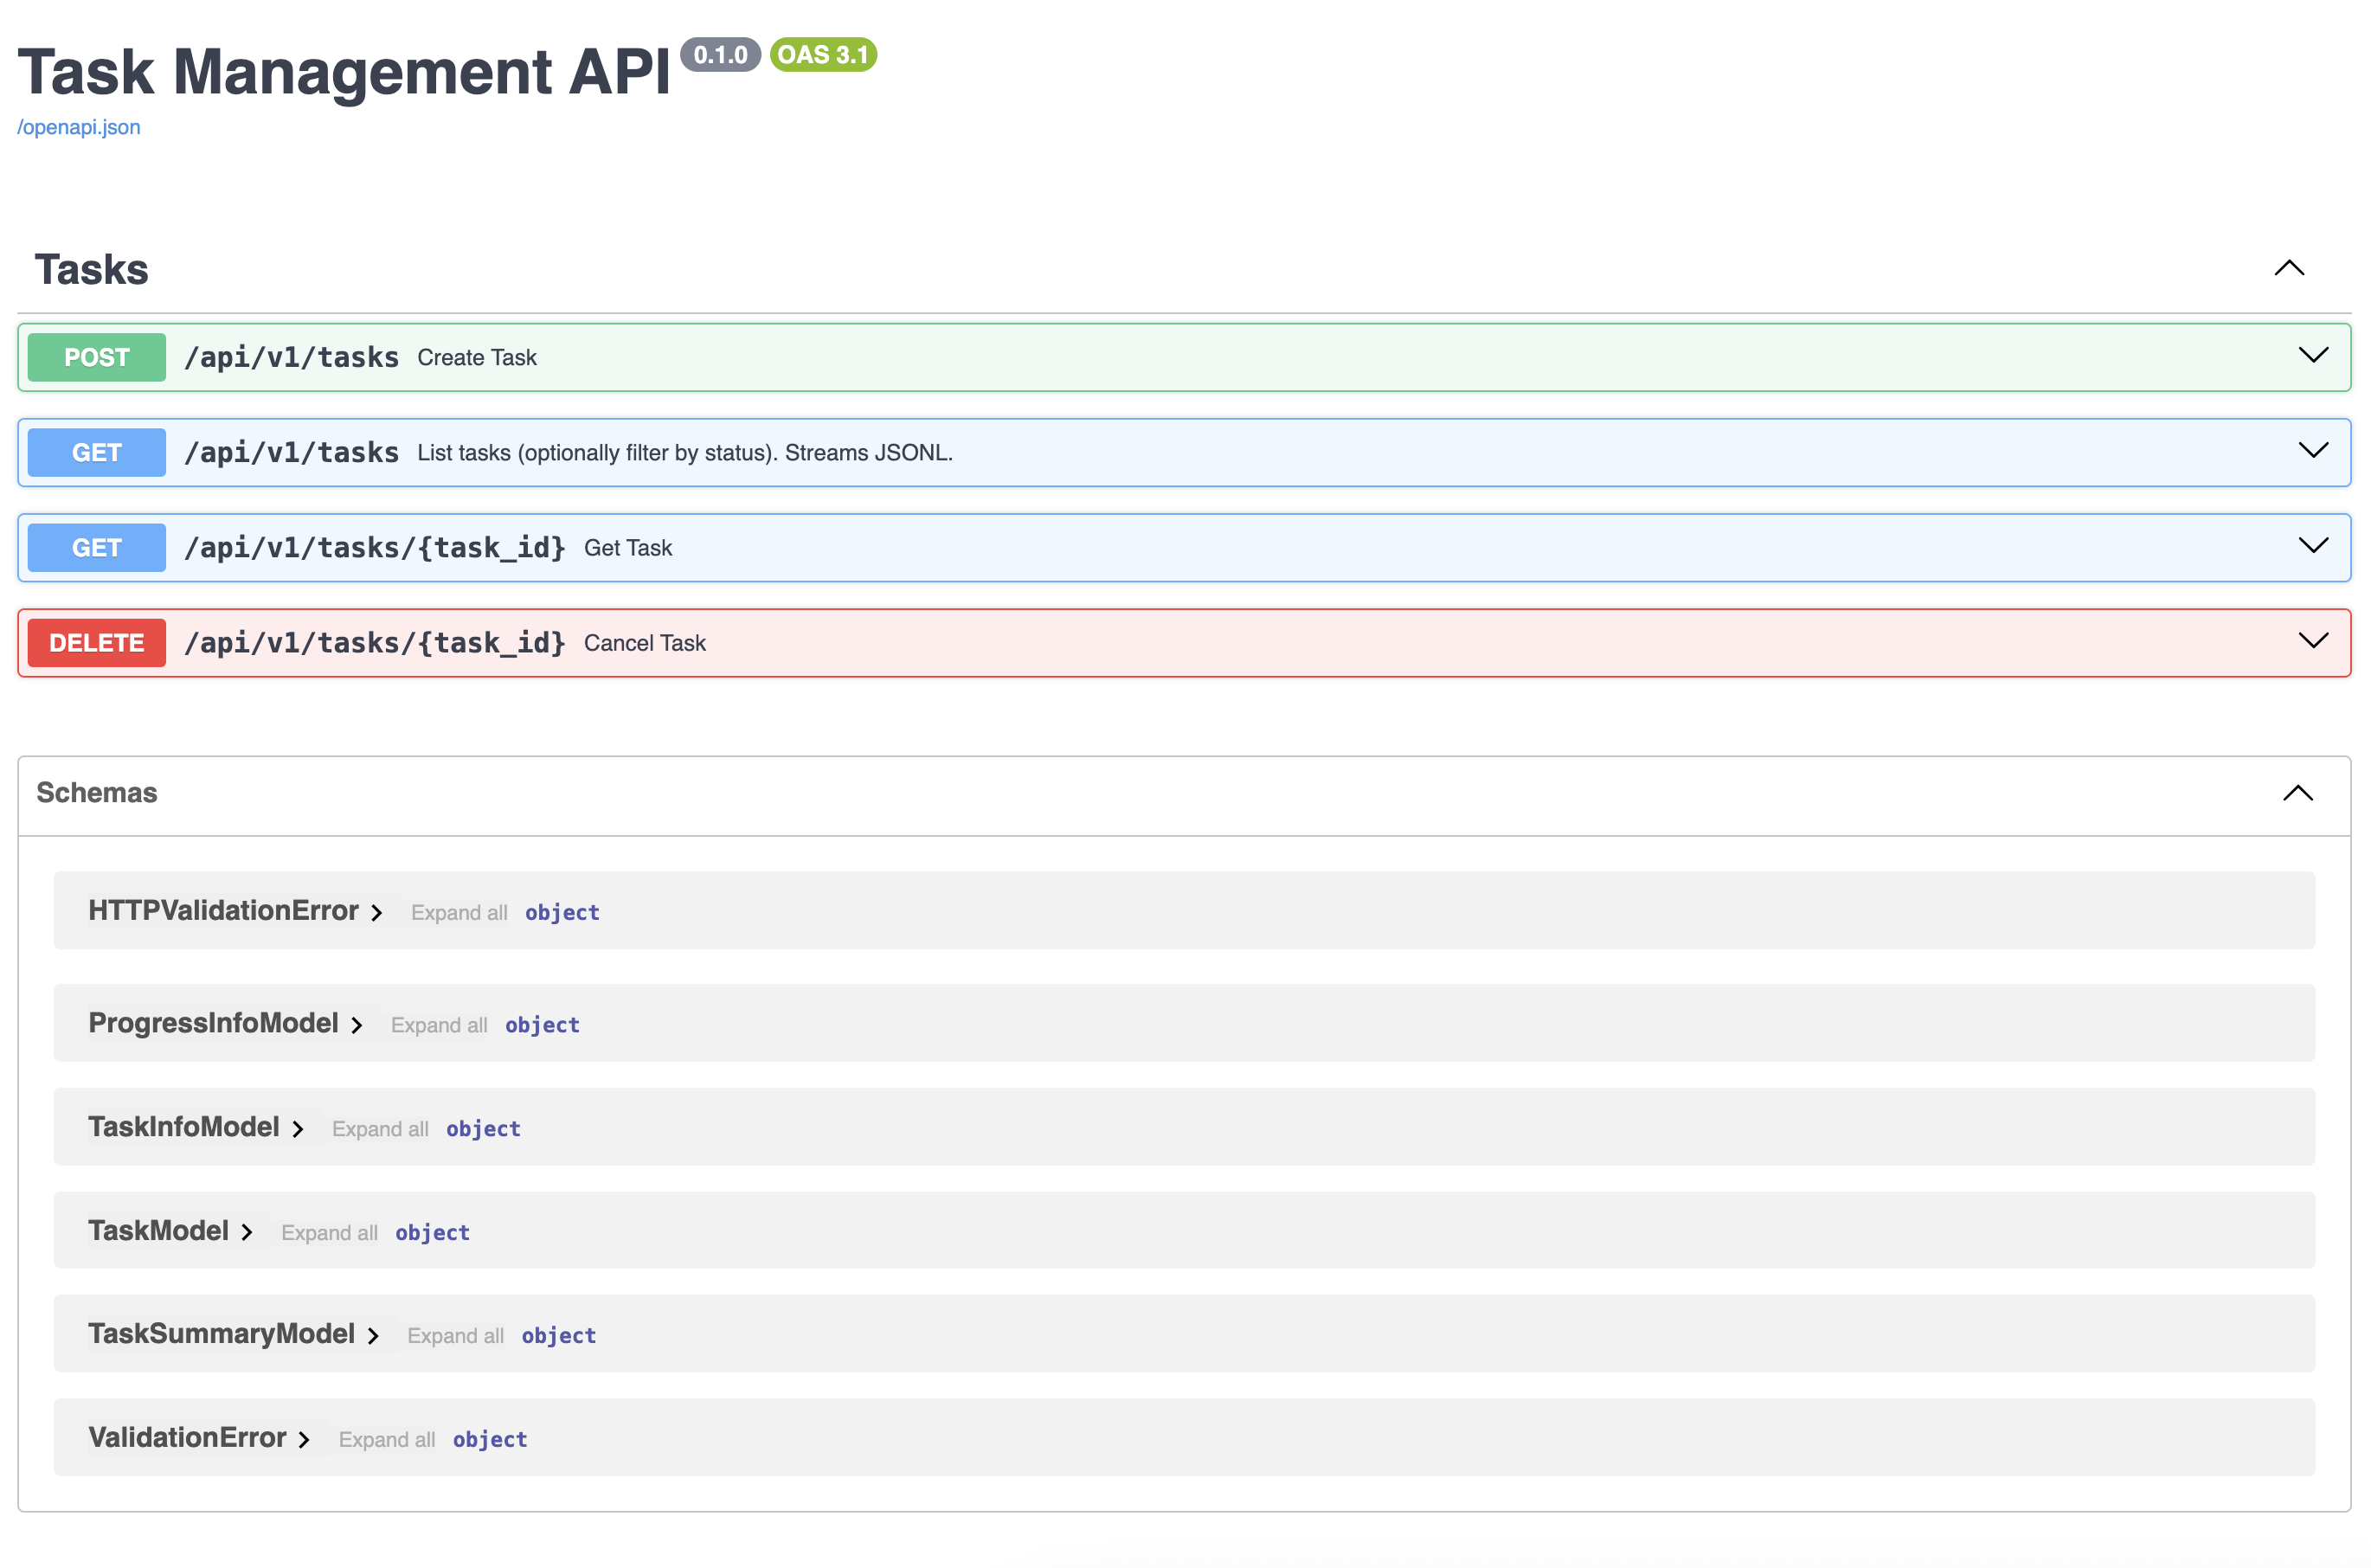 Task Management API 0.1.0 OAS 3.1
/openapi.json
Tasks
POST /api/v1/tasks Create Task
GET /api/v1/tasks List tasks (optionally filter by status). Streams JSONL.
GET /api/v1/tasks/{task_id} Get Task
DELETE /api/v1/tasks/{task_id} Cancel Task
Schemas
HTTPValidationError Expand all object
ProgressInfoModel Expand all object
TaskInfoModel Expand all object
TaskModel Expand all object
TaskSummaryModel Expand all object
ValidationError Expand all object